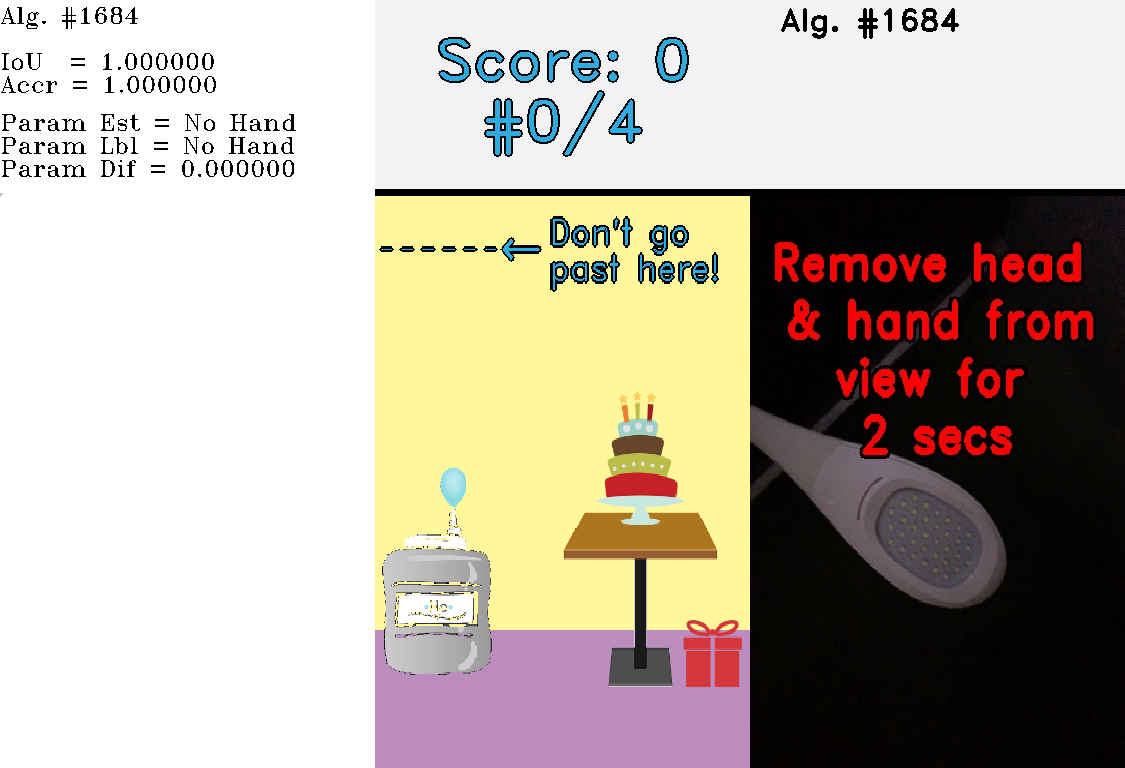 Alg. #1684
IoU = 1.000000
Accr = 1.000000
Param Est = No Hand
Param Lbl = No Hand
Param Dif = 0.000000
Score: 0
#0/4
Alg. #1684
Don't go
past here!
Remove head
& hand from
view for
2 secs